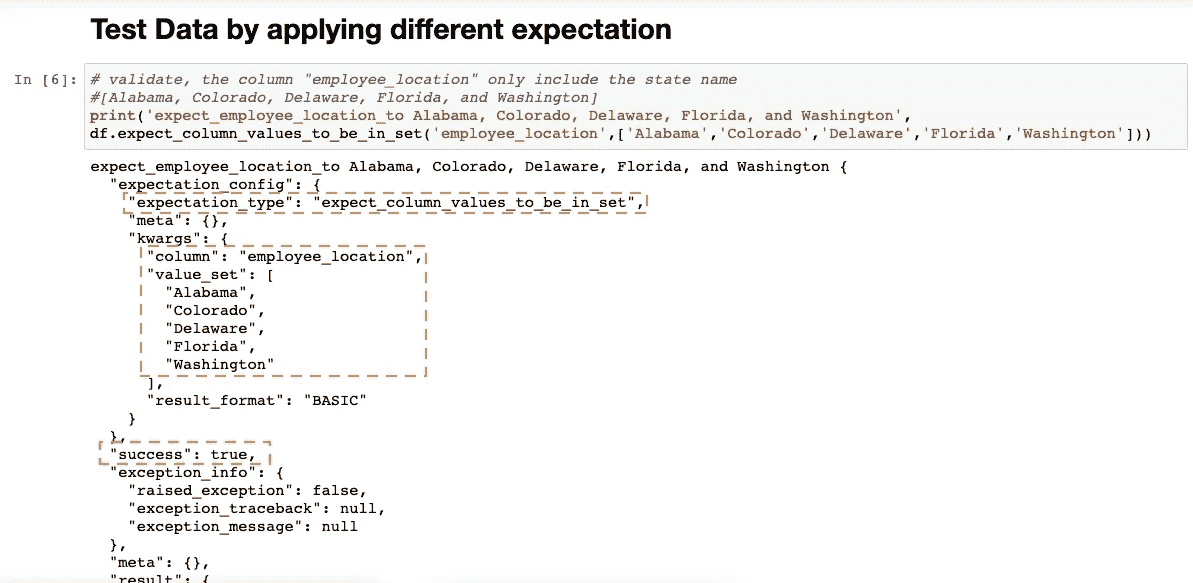 Test Data by applying different expectation
In [6]: # validate, the column "employee_location" only include the state name
#[Alabama, Colorado, Delaware, Florida, and Washington]
print('expect_employee_location_to Alabama, Colorado, Delaware, Florida, and Washington',
df.expect_column_values_to_be_in_set('employee_location',['Alabama','Colorado','Delaware','Florida','Washington']))
expect_employee_location_to Alabama, Colorado, Delaware, Florida, and Washington {
"expectation_config": {
"expectation_type": "expect_column_values_to_be_in_set",
"meta": {},
"kwargs": {
"column": "employee_location",
"value_set": [
"Alabama",
"Colorado",
"Delaware",
"Florida",
"Washington"
],
"result_format": "BASIC"
}
},
"success": true,
"exception_info": {
"raised_exception": false,
"exception_traceback": null,
"exception_message": null
},
"meta": {},
"result": {